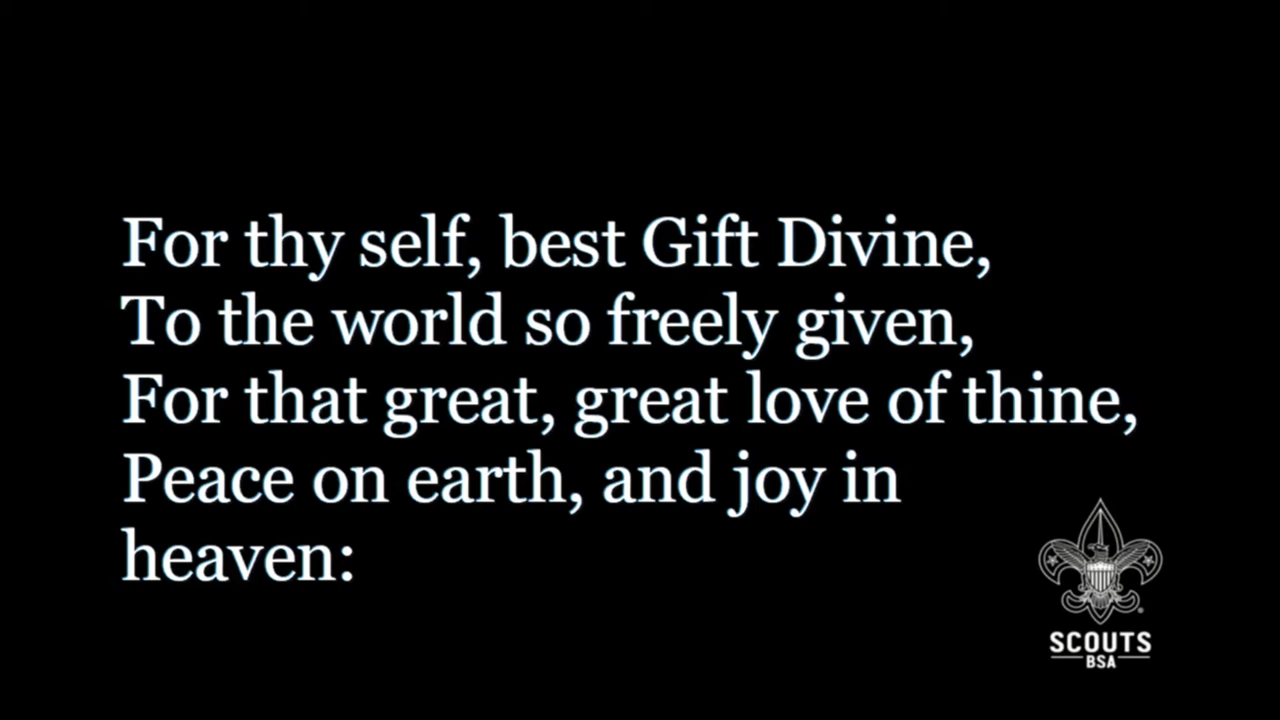 For thy self, best Gift Divine,
To the world so freely given,
For that great, great love of thine,
Peace on earth, and joy in
heaven:
SCOUTS
BSA